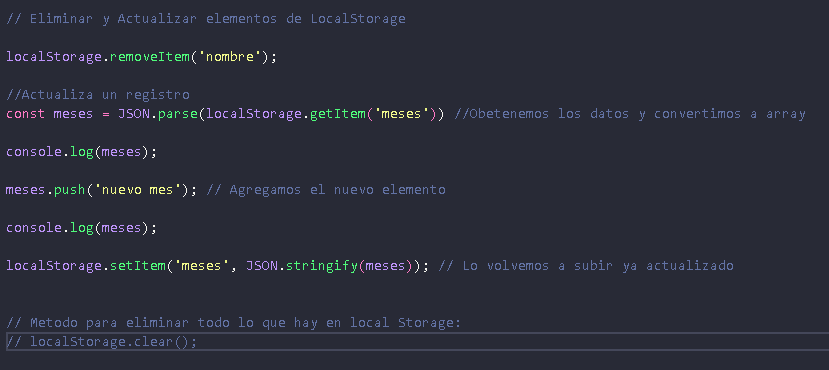 // Eliminar y Actualizar elementos de LocalStorage
localStorage.removeItem('nombre');
//Actualiza un registro
const meses = JSON.parse(localStorage.getItem('meses')) //Obetenemos los datos y convertimos a array
console.log(meses);
meses.push('nuevo mes'); // Agregamos el nuevo elemento
console.log(meses);
localStorage.setItem('meses', JSON.stringify(meses)); // Lo volvemos a subir ya actualizado
// Metodo para eliminar todo lo que hay en local Storage:
// localStorage.clear();